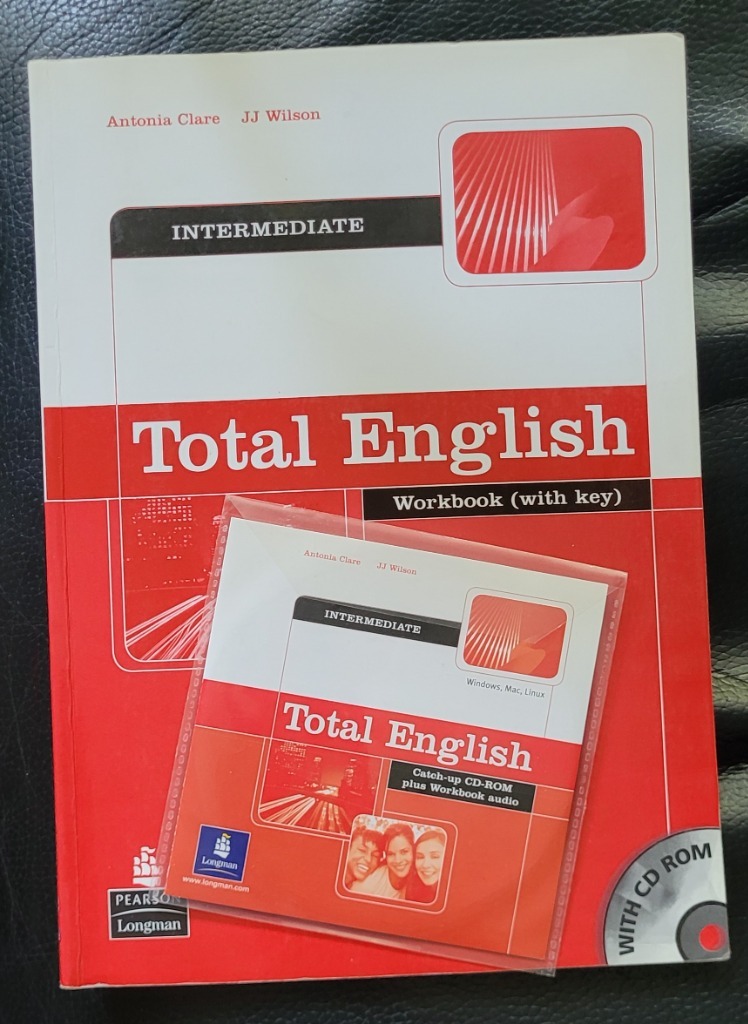 Antonia Clare JJ Wilson
INTERMEDIATE
Total English
Workbook (with key)
Antonia Clare JJ Wilson
INTERMEDIATE
Windows, Mac, Linux
Total English
Catch-up CD-ROM
plus Workbook audio
Longman
www.longman.com
PEARSON
Longman
WITH CD ROM